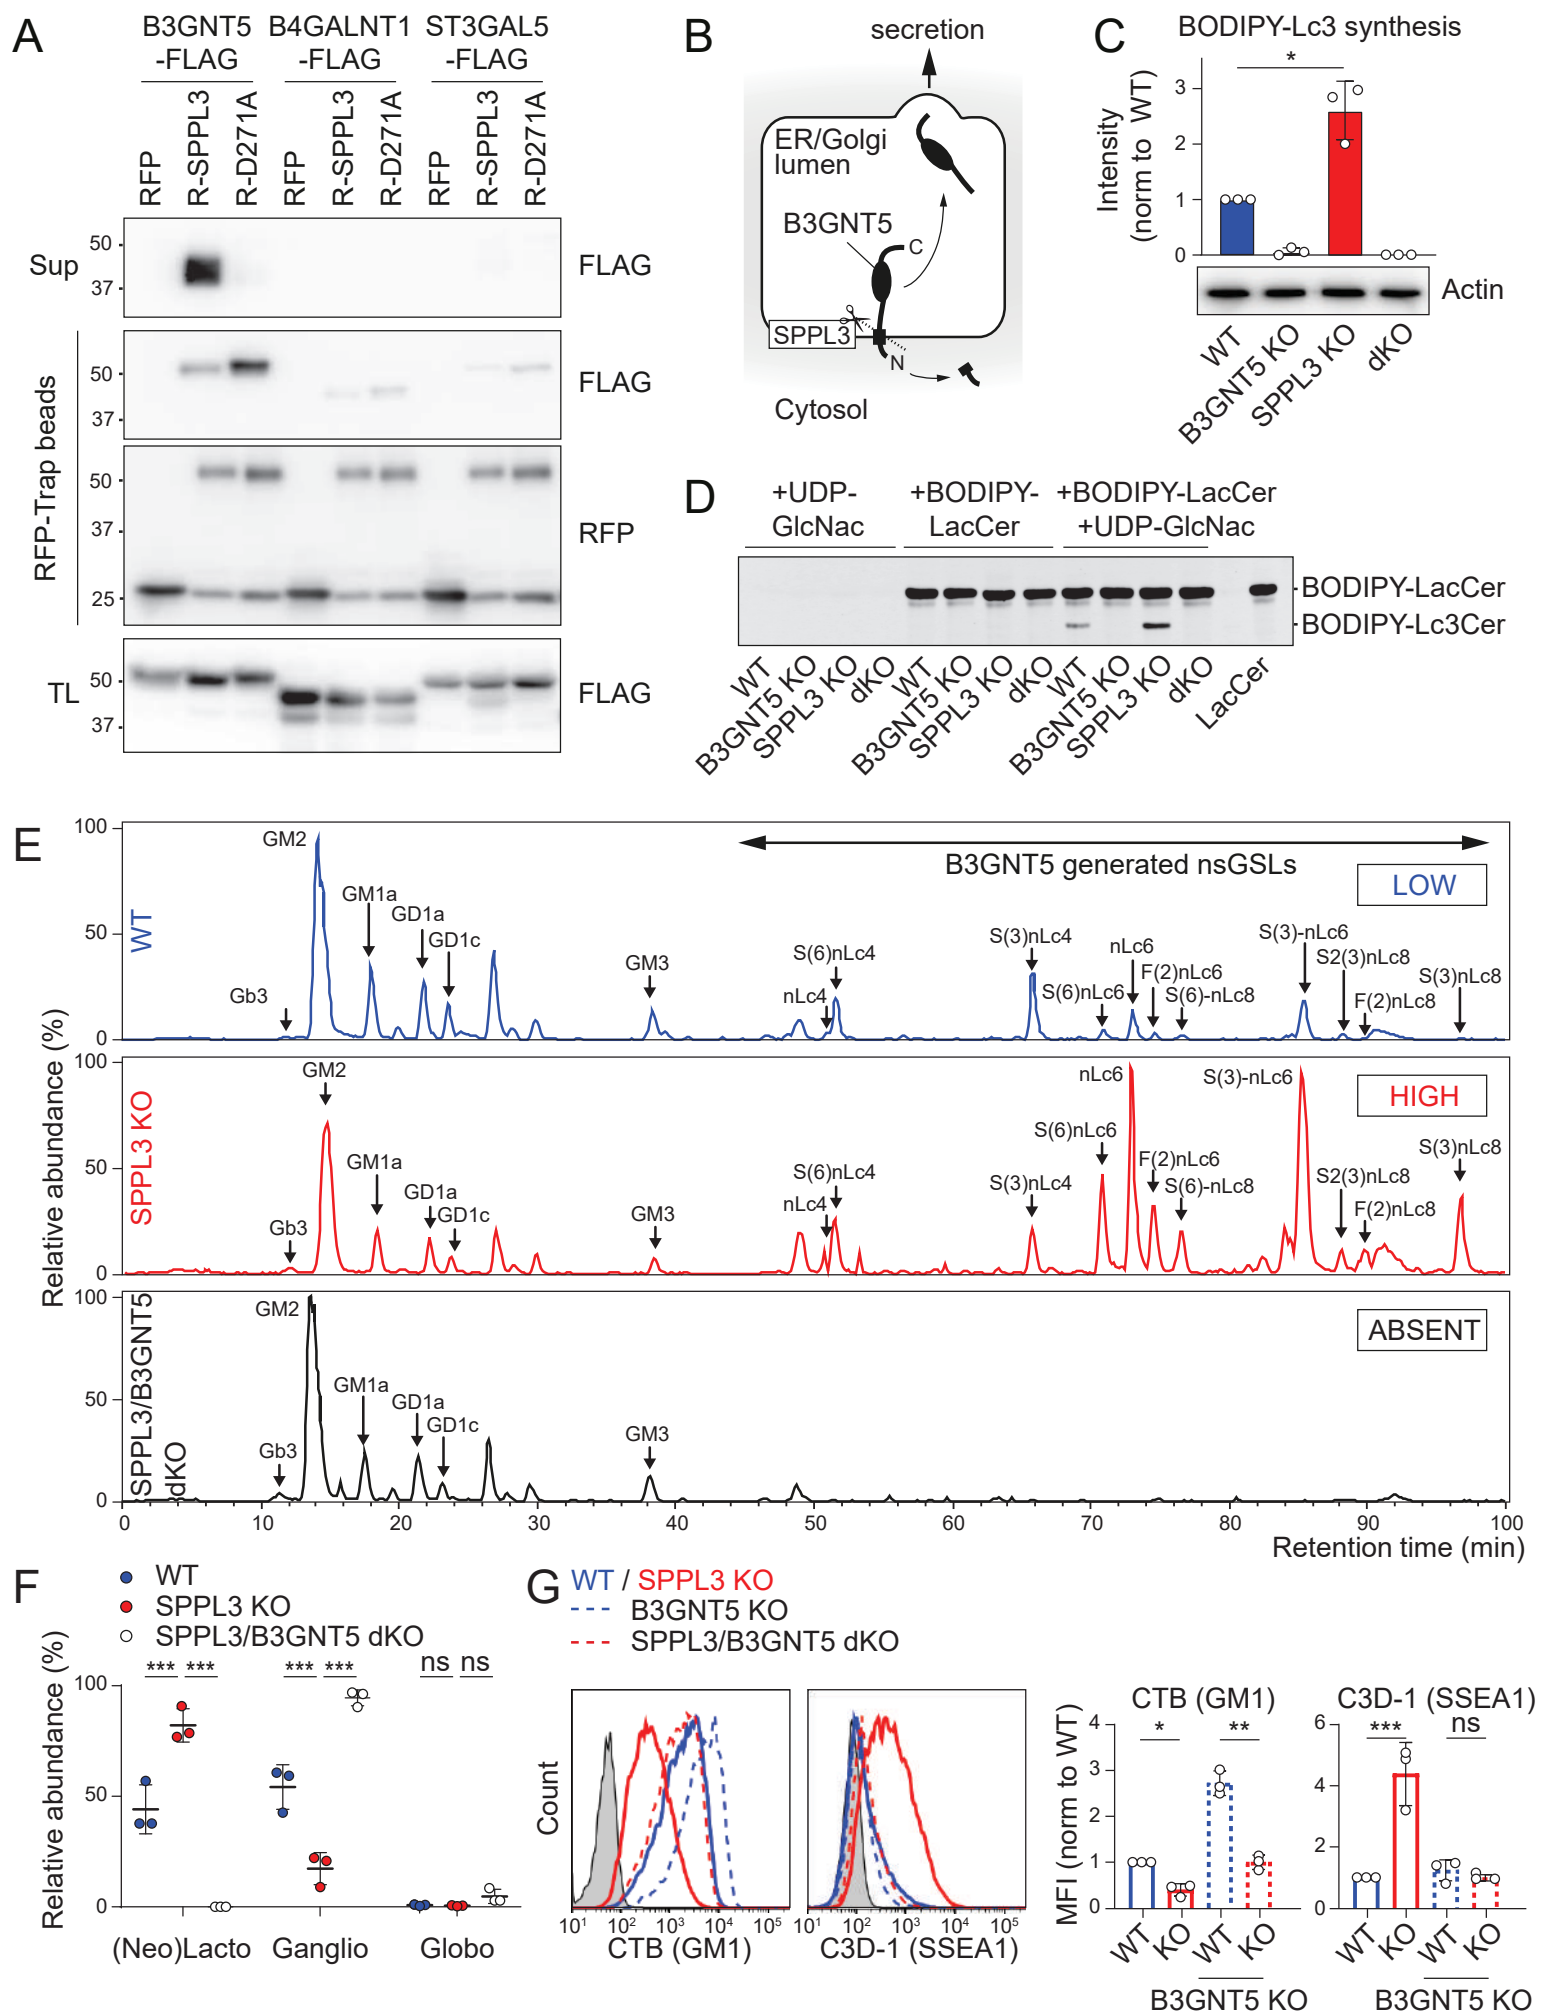 A
B3GNT5
-FLAG
B4GALNT1
-FLAG
ST3GAL5
-FLAG
RFP
R-SPPL3
R-D271A
RFP
R-SPPL3
R-D271A
RFP
R-SPPL3
R-D271A
Sup
50
37
FLAG
RFP-Trap beads
50
37
FLAG
50
37
25
RFP
TL
50
37
FLAG
B
secretion
ER/Golgi
lumen
B3GNT5
C
SPPL3
N
Cytosol
C
BODIPY-Lc3 synthesis
Intensity
(norm to WT)
*
3
2
1
0
Actin
WT
B3GNT5 KO
SPPL3 KO
dKO
D
+UDP-
GlcNac
+BODIPY-
LacCer
+BODIPY-LacCer
+UDP-GlcNac
BODIPY-LacCer
BODIPY-Lc3Cer
WT
B3GNT5 KO
SPPL3 KO
dKO
WT
B3GNT5 KO
SPPL3 KO
dKO
WT
B3GNT5 KO
SPPL3 KO
dKO
LacCer
E
Relative abundance (%)
100
50
0
WT
GM2
GM1a
GD1a
GD1c
Gb3
GM3
B3GNT5 generated nsGSLs
LOW
S(6)nLc4
nLc4
S(3)nLc4
S(6)nLc6
nLc6
F(2)nLc6
S(6)-nLc8
S(3)-nLc6
S2(3)nLc8
F(2)nLc8
S(3)nLc8
100
50
0
SPPL3 KO
GM2
GM1a
GD1a
GD1c
Gb3
GM3
HIGH
S(6)nLc4
nLc4
S(3)nLc4
S(6)nLc6
nLc6
F(2)nLc6
S(6)-nLc8
S(3)-nLc6
S2(3)nLc8
F(2)nLc8
S(3)nLc8
100
50
0
SPPL3/B3GNT5
dKO
GM2
GM1a
GD1a
GD1c
Gb3
GM3
ABSENT
0 10 20 30 40 50 60 70 80 90 100
Retention time (min)
F
WT
SPPL3 KO
SPPL3/B3GNT5 dKO
Relative abundance (%)
100
50
0
*** *** *** *** ns ns
(Neo)Lacto Ganglio Globo
G
WT / SPPL3 KO
B3GNT5 KO
SPPL3/B3GNT5 dKO
Count
10¹ 10² 10³ 10⁴ 10⁵
CTB (GM1)
10¹ 10² 10³ 10⁴ 10⁵
C3D-1 (SSEA1)
MFI (norm to WT)
CTB (GM1)
4
3
2
1
0
* **
WT
KO
WT
KO
B3GNT5 KO
C3D-1 (SSEA1)
6
4
2
0
*** ns
WT
KO
WT
KO
B3GNT5 KO